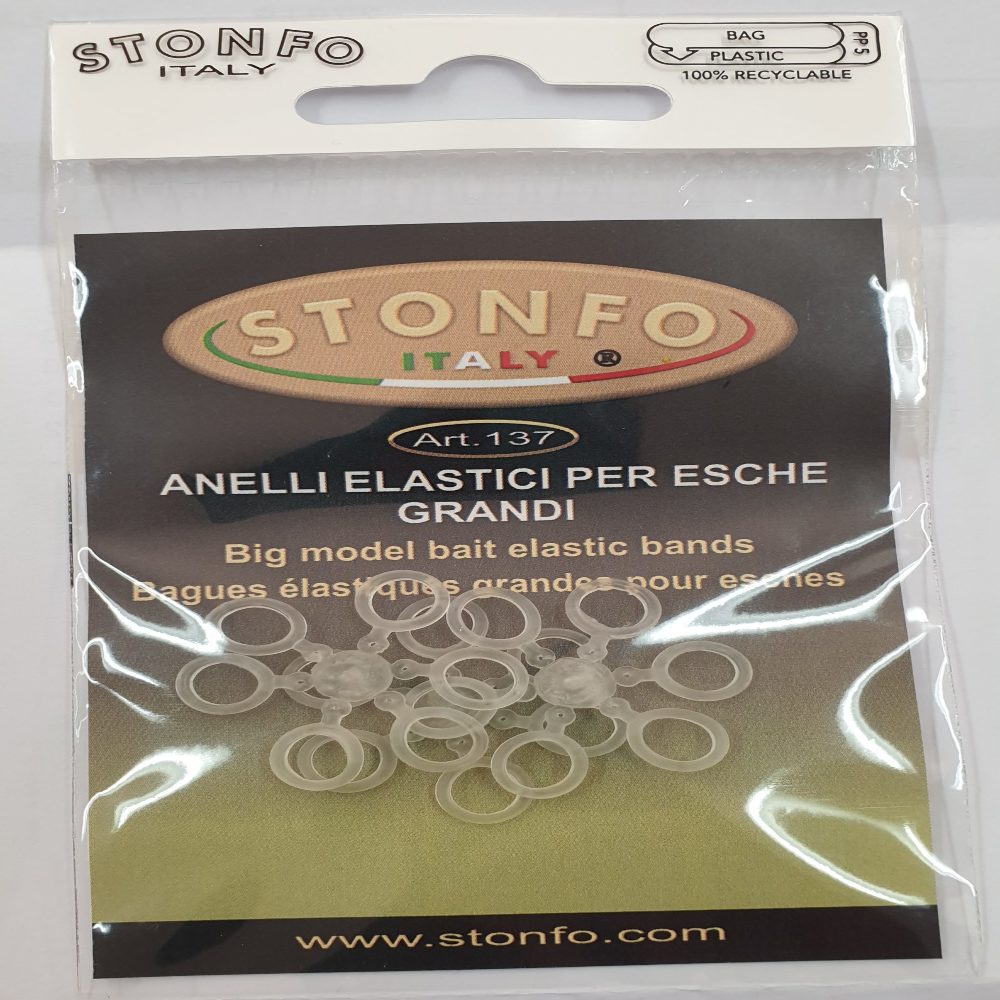 STONFO
ITALY
BAG
PLASTIC
PP 5
100% RECYCLABLE
STONFO
ITALY ®
Art.137
ANELLI ELASTICI PER ESCHE
GRANDI
Big model bait elastic bands
Bagues élastiques grandes pour esches
www.stonfo.com